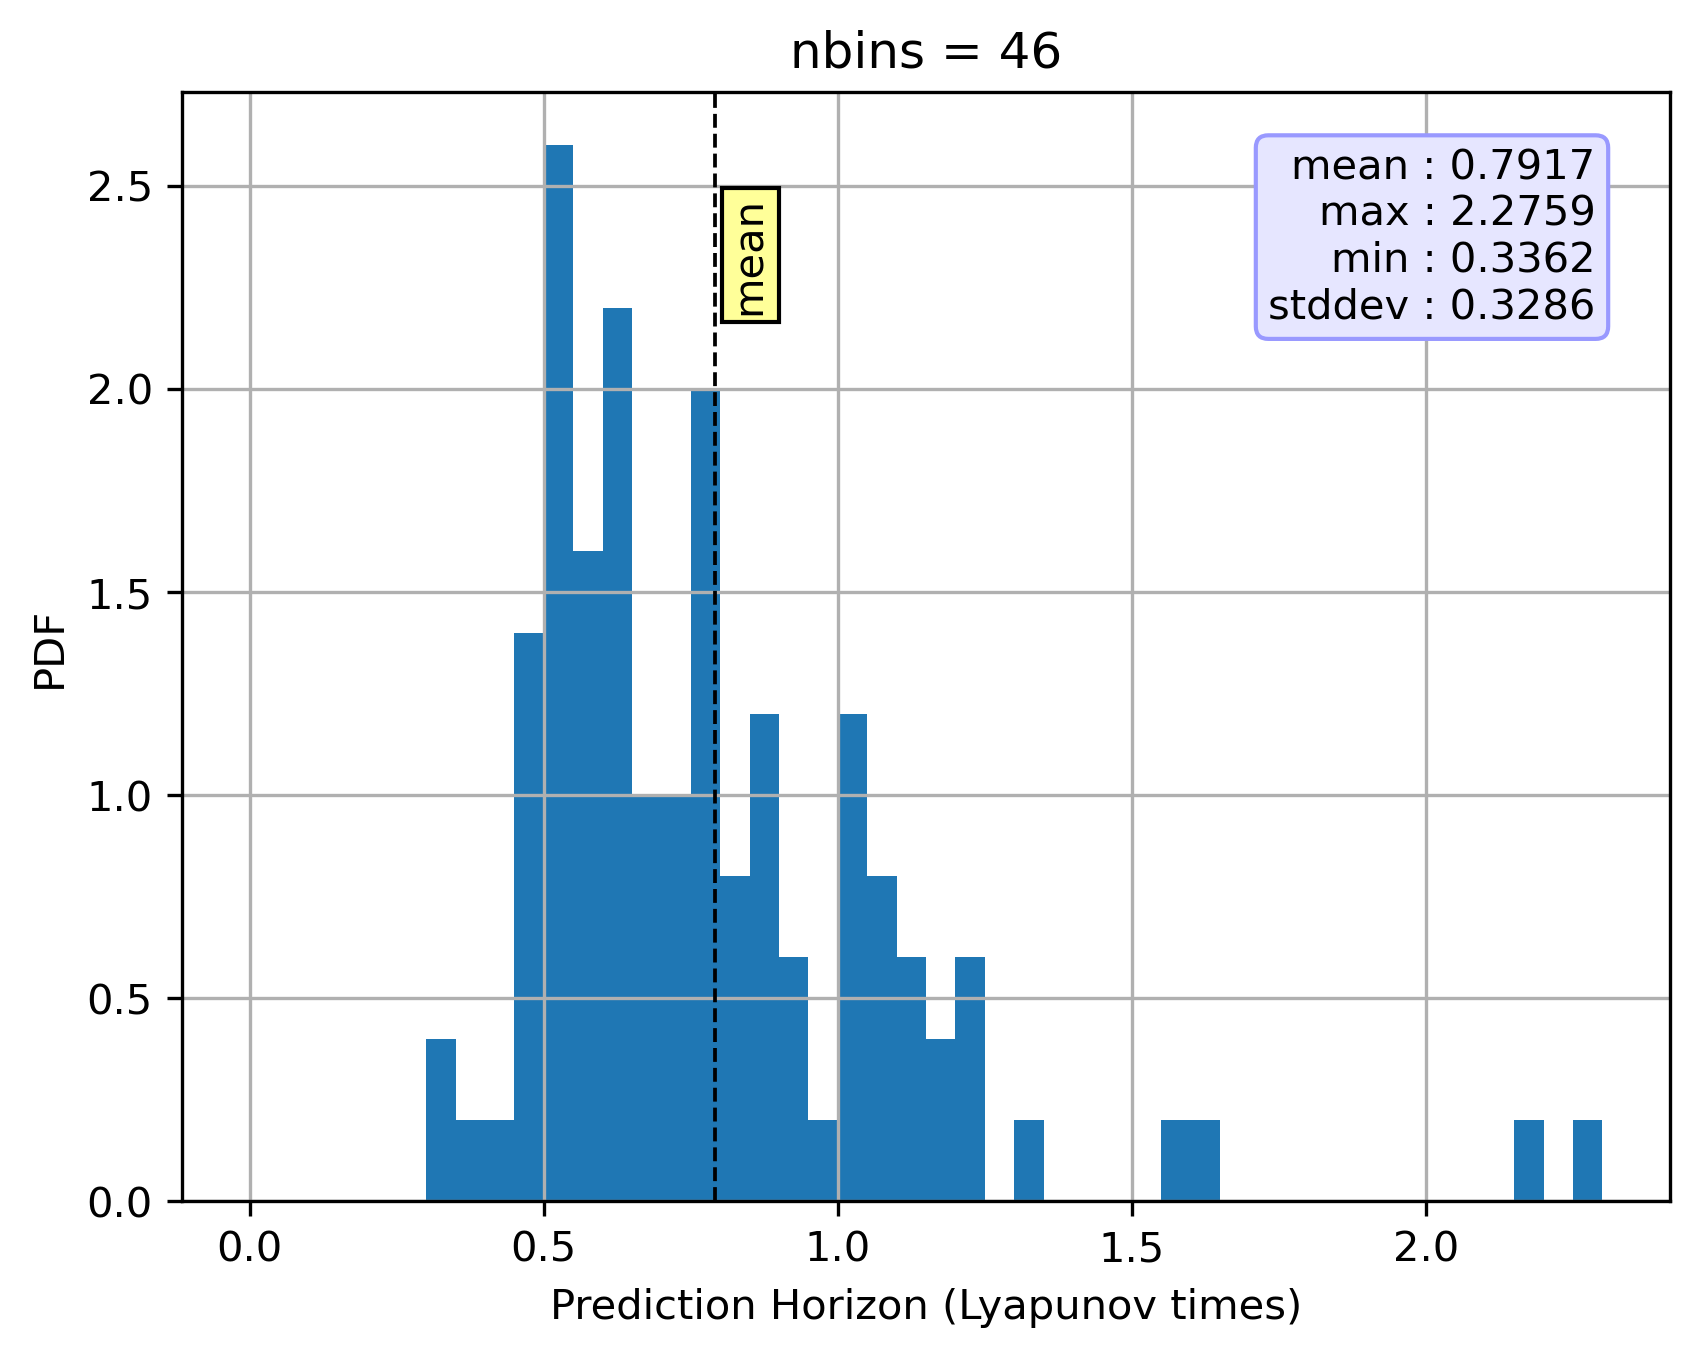 nbins = 46
mean : 0.7917
max : 2.2759
min : 0.3362
stddev : 0.3286
mean
PDF
2.5
2.0
1.5
1.0
0.5
0.0
0.0 0.5 1.0 1.5 2.0
Prediction Horizon (Lyapunov times)